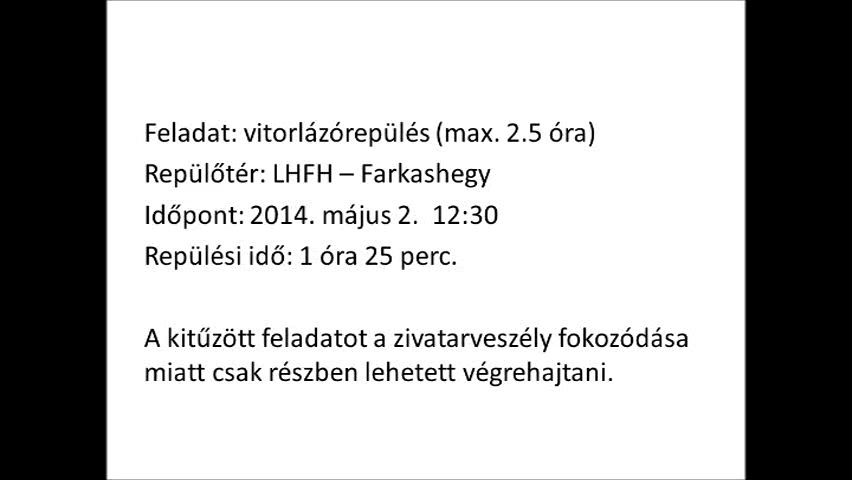 Feladat: vitorlázórepülés (max. 2.5 óra)
Repülőtér: LHFH – Farkashegy
Időpont: 2014. május 2.  12:30
Repülési idő: 1 óra 25 perc.
A kitűzött feladatot a zivatarveszély fokozódása
miatt csak részben lehetett végrehajtani.